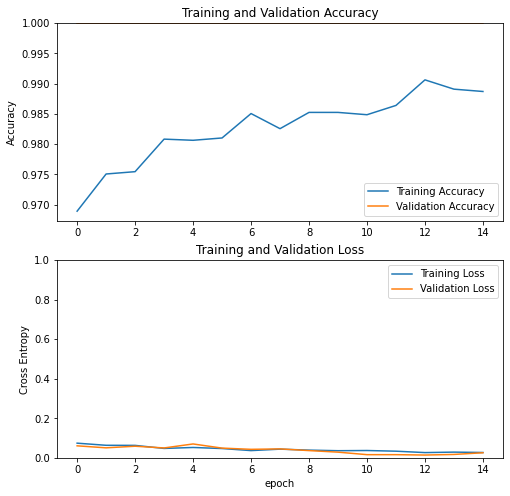 Training and Validation Accuracy
1.000
0.995
0.990
0.985
0.980
0.975
0.970
Accuracy
Training Accuracy
Validation Accuracy
0 2 4 6 8 10 12 14
Training and Validation Loss
1.0
0.8
0.6
0.4
0.2
0.0
Cross Entropy
Training Loss
Validation Loss
0 2 4 6 8 10 12 14
epoch